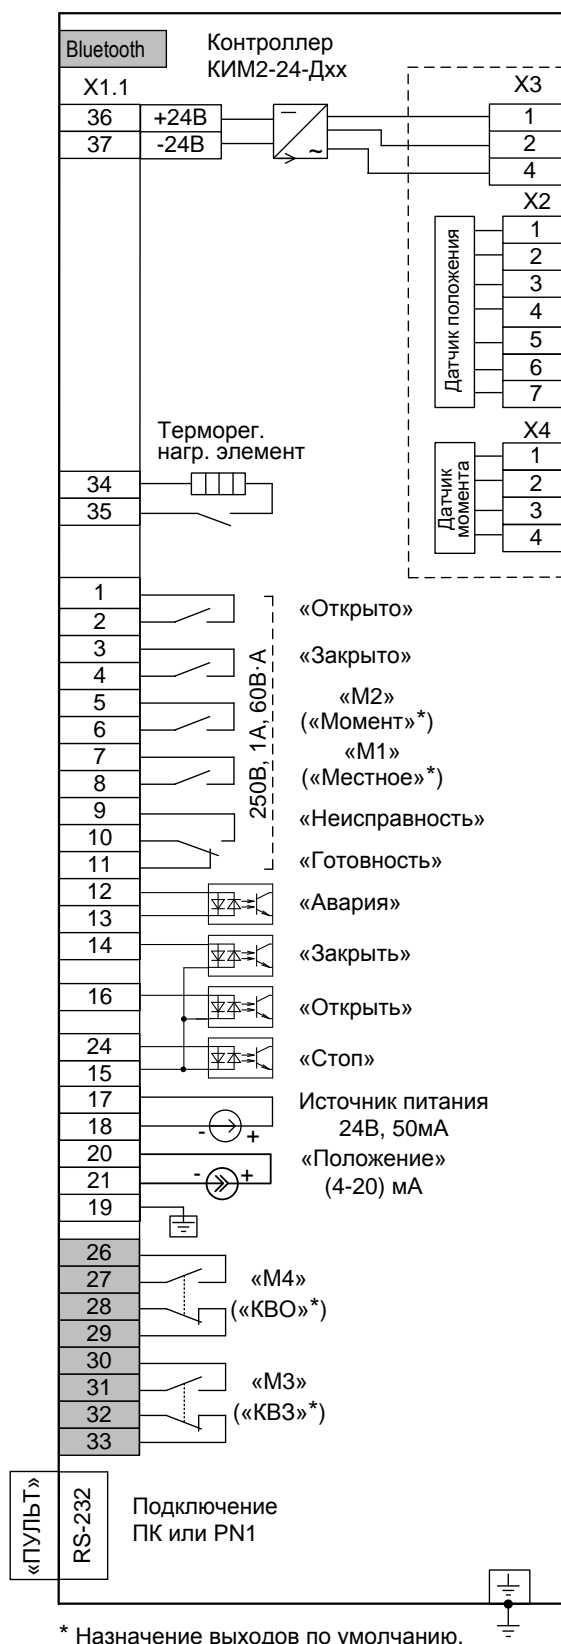 Bluetooth
Контроллер
КИМ2-24-Дхх
X1.1
X3
36 +24В
37 -24В
1
2
4
X2
1
2
3
4
5
6
7
Датчик положения
X4
1
2
3
4
Датчик
момента
Терморег.
нагр. элемент
34
35
1
2
«Открыто»
3
4
«Закрыто»
5
6
«М2»
(«Момент»*)
7
8
«М1»
(«Местное»*)
250В, 1А, 60В·А
9
10
11
«Неисправность»
«Готовность»
12
13
«Авария»
14
«Закрыть»
16
«Открыть»
24
15
«Стоп»
17
18
- +
Источник питания
24В, 50мА
20
21
- +
«Положение»
(4-20) мА
19
26
27
28
29
«М4»
(«КВО»*)
30
31
32
33
«М3»
(«КВЗ»*)
«ПУЛЬТ»
RS-232
Подключение
ПК или PN1
* Назначение выходов по умолчанию.